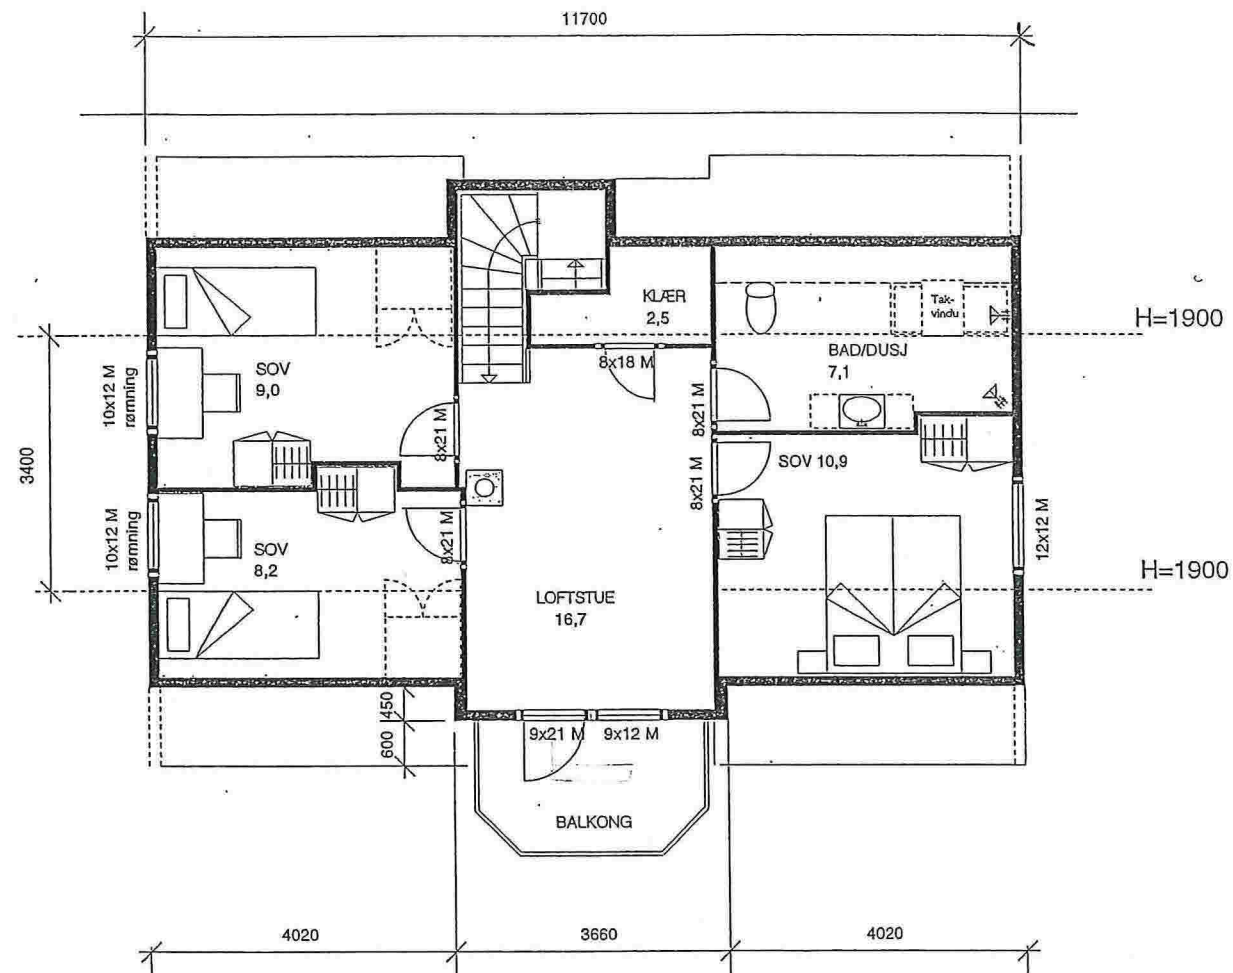 11700
H=1900
KLÆR
2,5
Tak-
vindu
8x18 M
BAD/DUSJ
7,1
SOV
9,0
10x12 M
rømning
8x21 M
8x21 M
3400
SOV 10,9
8x21 M
10x12 M
rømning
SOV
8,2
8x21 M
12x12 M
H=1900
LOFTSTUE
16,7
450
600
9x21 M
9x12 M
BALKONG
4020
3660
4020